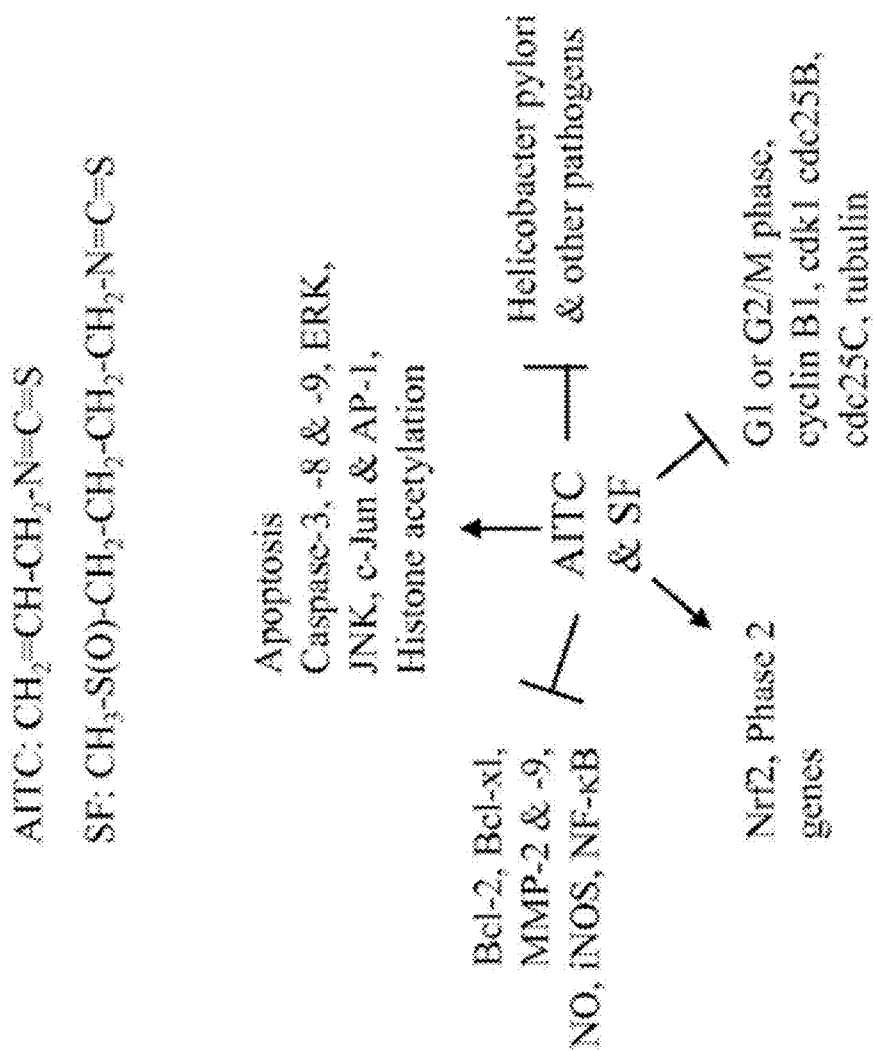 AITC: CH₂=CH-CH₂-N=C=S
SF: CH₃-S(O)-CH₂-CH₂-CH₂-CH₂-N=C=S
Apoptosis
Caspase-3, -8 & -9, ERK,
JNK, c-Jun & AP-1,
Histone acetylation
Bcl-2, Bcl-xl,
MMP-2 & -9,
NO, iNOS, NF-κB
AITC
& SF
Helicobacter pylori
& other pathogens
Nrf2, Phase 2
genes
G1 or G2/M phase,
cyclin B1, cdk1 cdc25B,
cdc25C, tubulin